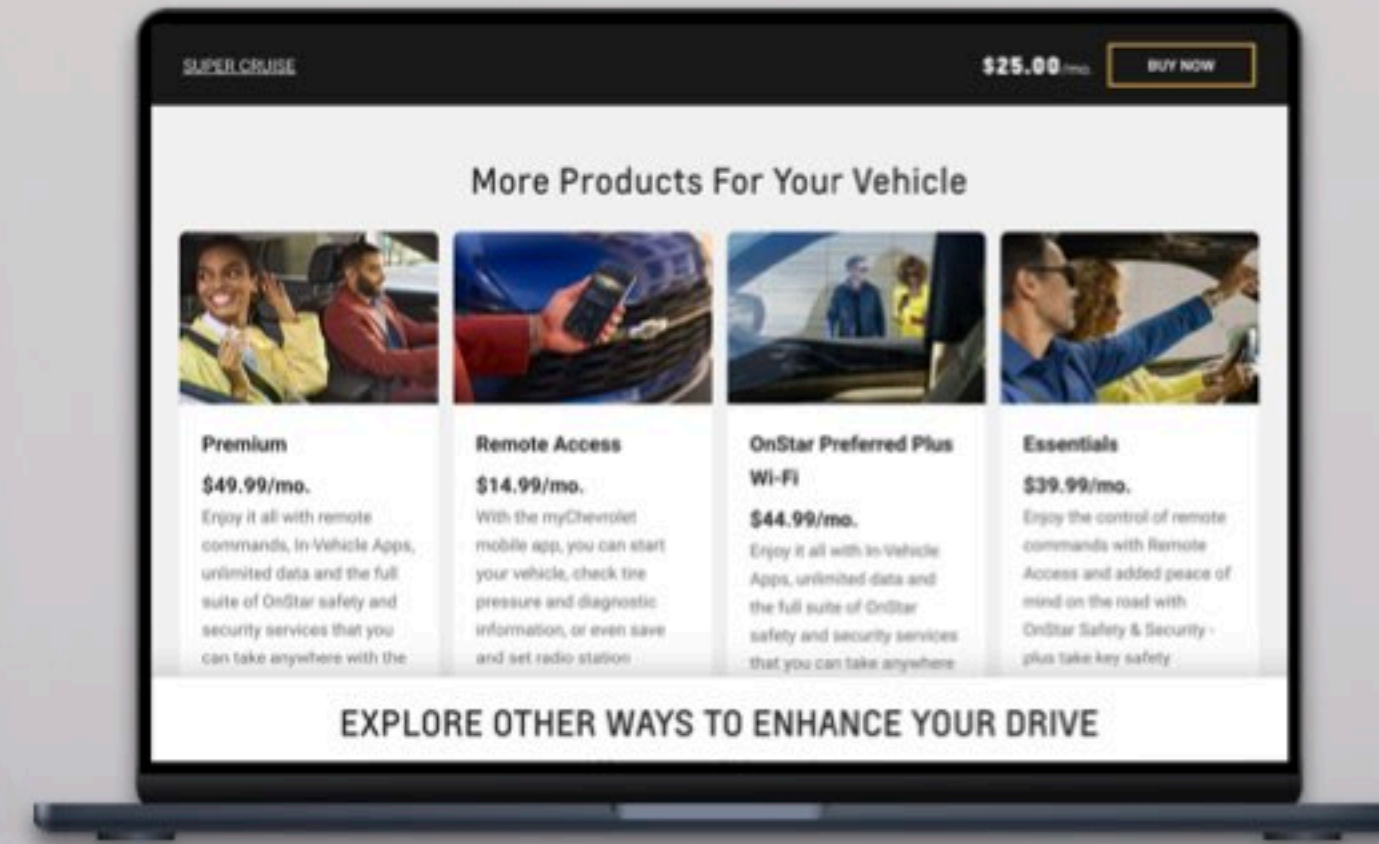 SUPER CRUISE
$25.00/mo.
BUY NOW
More Products For Your Vehicle
Premium
$49.99/mo.
Enjoy it all with remote
commands, In-Vehicle Apps,
unlimited data and the full
suite of OnStar safety and
security services that you
can take anywhere with the
Remote Access
$14.99/mo.
With the myChevrolet
mobile app, you can start
your vehicle, check tire
pressure and diagnostic
information, or even save
and set radio station
OnStar Preferred Plus
Wi-Fi
$44.99/mo.
Enjoy it all with In-Vehicle
Apps, unlimited data and
the full suite of OnStar
safety and security services
that you can take anywhere
Essentials
$39.99/mo.
Enjoy the control of remote
commands with Remote
Access and added peace of
mind on the road with
OnStar Safety & Security -
plus take key safety
EXPLORE OTHER WAYS TO ENHANCE YOUR DRIVE